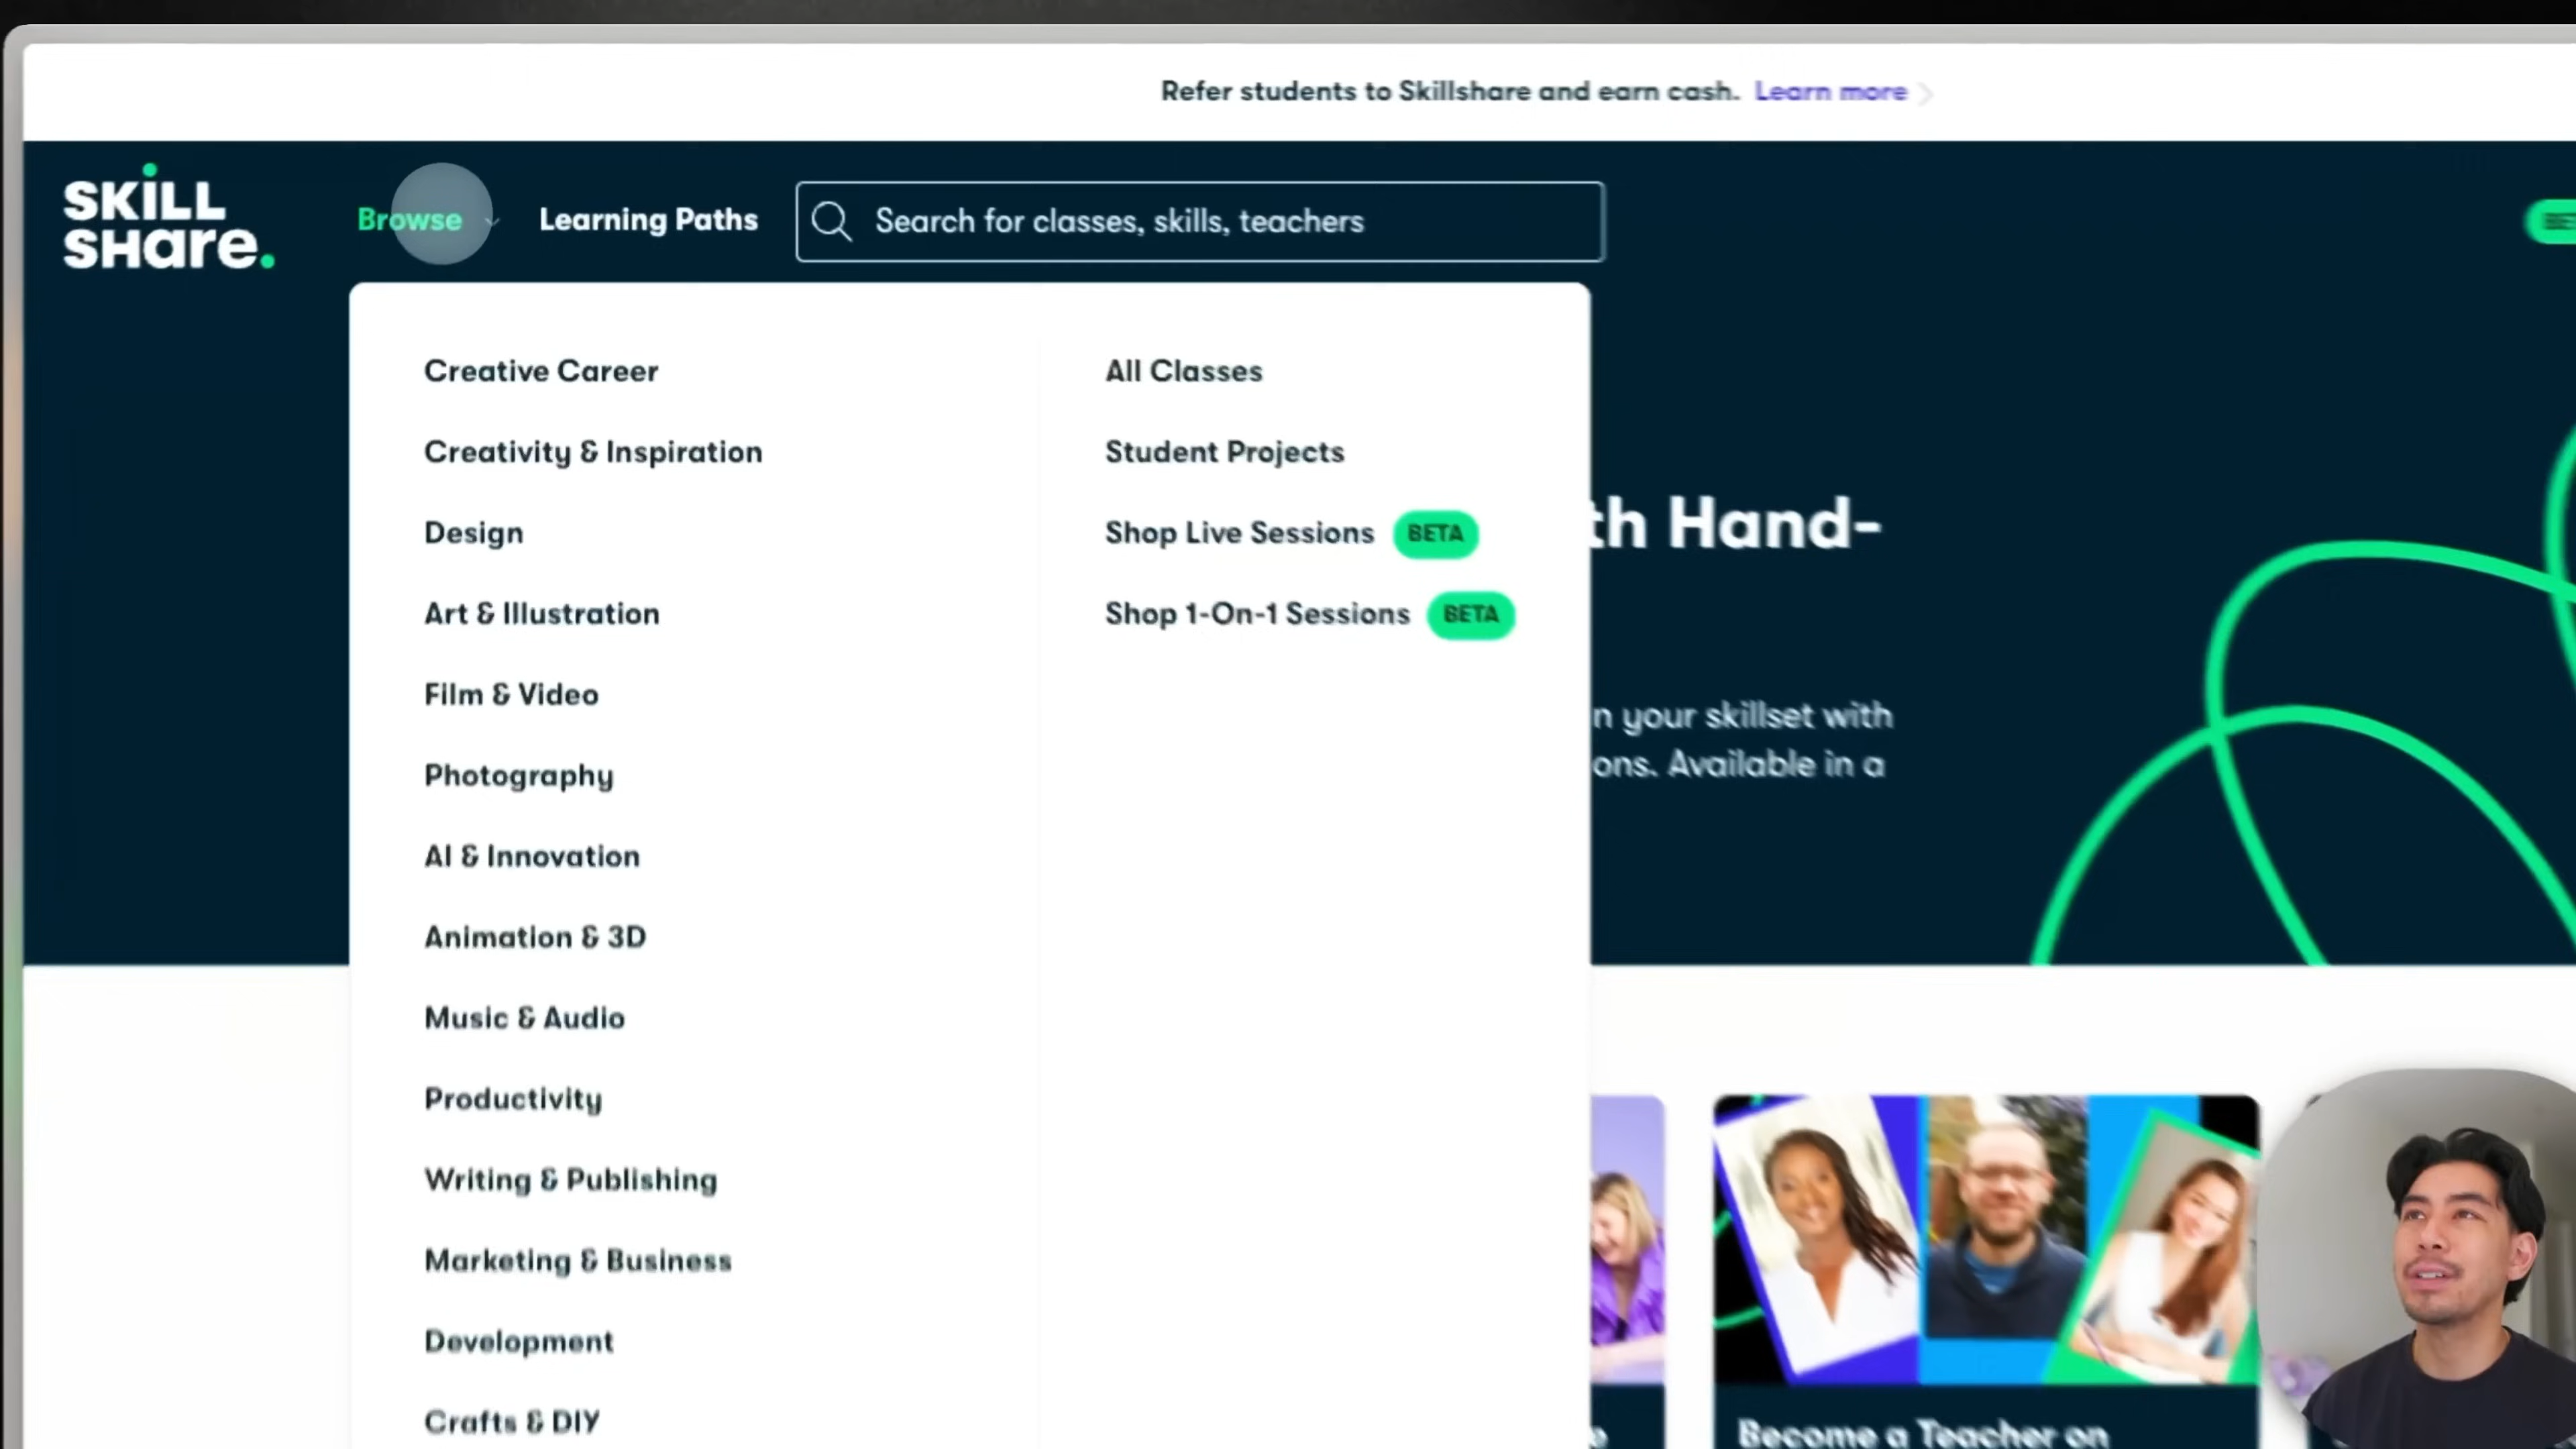 Refer students to Skillshare and earn cash. Learn more
SKILL
SHare.
Browse
Learning Paths
Search for classes, skills, teachers
Creative Career
Creativity & Inspiration
Design
Art & Illustration
Film & Video
Photography
AI & Innovation
Animation & 3D
Music & Audio
Productivity
Writing & Publishing
Marketing & Business
Development
Crafts & DIY
All Classes
Student Projects
Shop Live Sessions BETA
Shop 1-On-1 Sessions BETA
th Hand-
n your skillset with
ons. Available in a
Become a Teacher on